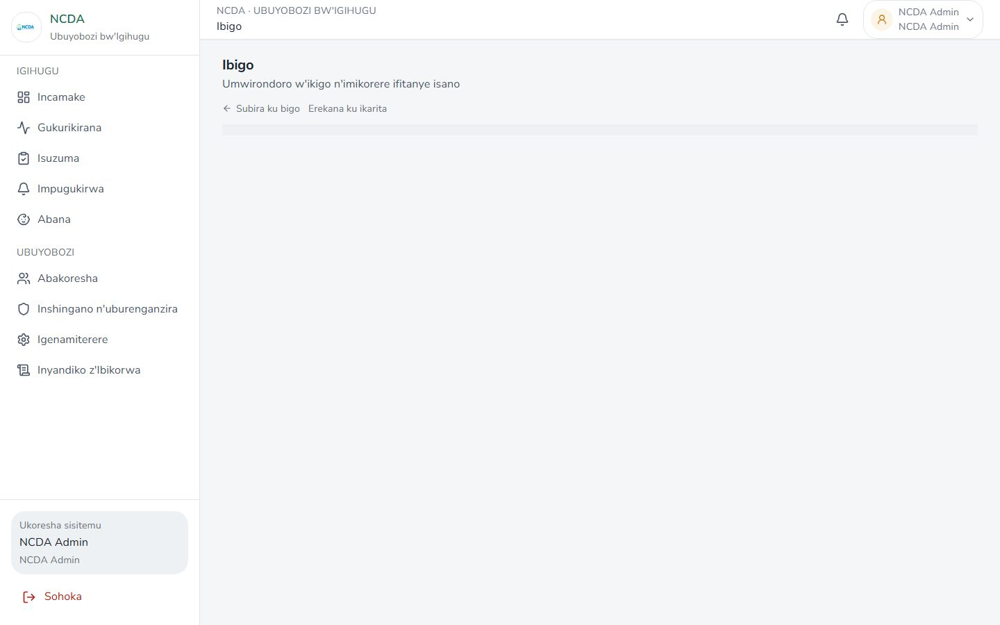 NCDA
NCDA
Ubuyobozi bw'Igihugu
IGIHUGU
Incamake
Gukurikirana
Isuzuma
Impugukirwa
Abana
UBUYOBOZI
Abakoresha
Inshingano n'uburenganzira
Igenamiterere
Inyandiko z'Ibikorwa
Ukoresha sisitemu
NCDA Admin
NCDA Admin
Sohoka
NCDA · UBUYOBOZI BW'IGIHUGU
Ibigo
NCDA Admin
NCDA Admin
Ibigo
Umwirondoro w'ikigo n'imikorere ifitanye isano
Subira ku bigo Erekana ku ikarita